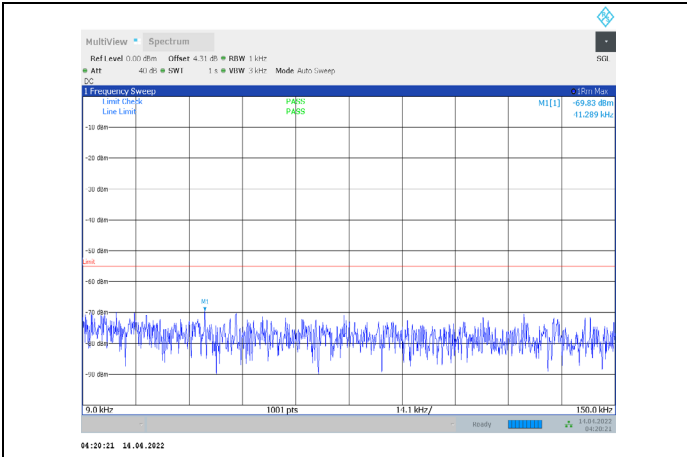 MultiView Spectrum
Ref Level 0.00 dBm Offset 4.31 dB RBW 1 kHz SGL
Att 40 dB SWT 1 s VBW 3 kHz Mode Auto Sweep
DC
1 Frequency Sweep 1Rm Max
Limit Check PASS M1[1] -69.83 dBm
Line Limit PASS 41.289 kHz
-10 dBm
-20 dBm
-30 dBm
-40 dBm
-50 dBm
Limit
-60 dBm
M1
-70 dBm
-80 dBm
-90 dBm
9.0 kHz 1001 pts 14.1 kHz/ 150.0 kHz
Ready 14.04.2022
04:20:21
04:20:21 14.04.2022